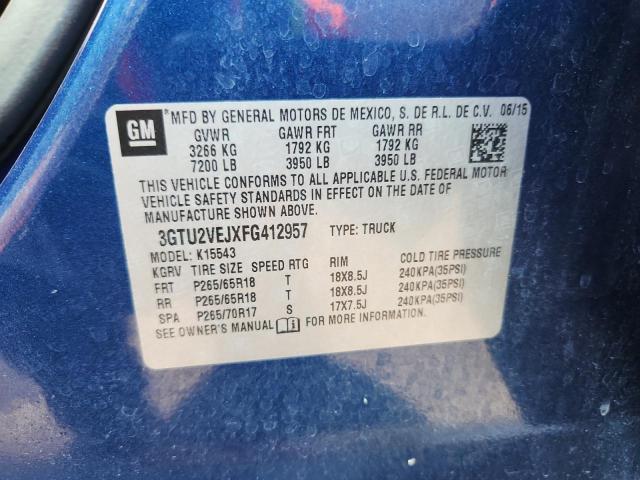 GM
*MFD BY GENERAL MOTORS DE MEXICO, S. DE R.L. DE C.V. 06/15
GVWR GAWR FRT GAWR RR
3266 KG 1792 KG 1792 KG
7200 LB 3950 LB 3950 LB
THIS VEHICLE CONFORMS TO ALL APPLICABLE U.S. FEDERAL MOTOR
VEHICLE SAFETY STANDARDS IN EFFECT ON THE DATE OF
MANUFACTURE SHOWN ABOVE.
3GTU2VEJXFG412957 TYPE: TRUCK
MODEL: K15543
KGRV TIRE SIZE SPEED RTG RIM COLD TIRE PRESSURE
FRT P265/65R18 T 18X8.5J 240KPA(35PSI)
RR P265/65R18 T 18X8.5J 240KPA(35PSI)
SPA P265/70R17 S 17X7.5J 240KPA(35PSI)
SEE OWNER'S MANUAL i FOR MORE INFORMATION.